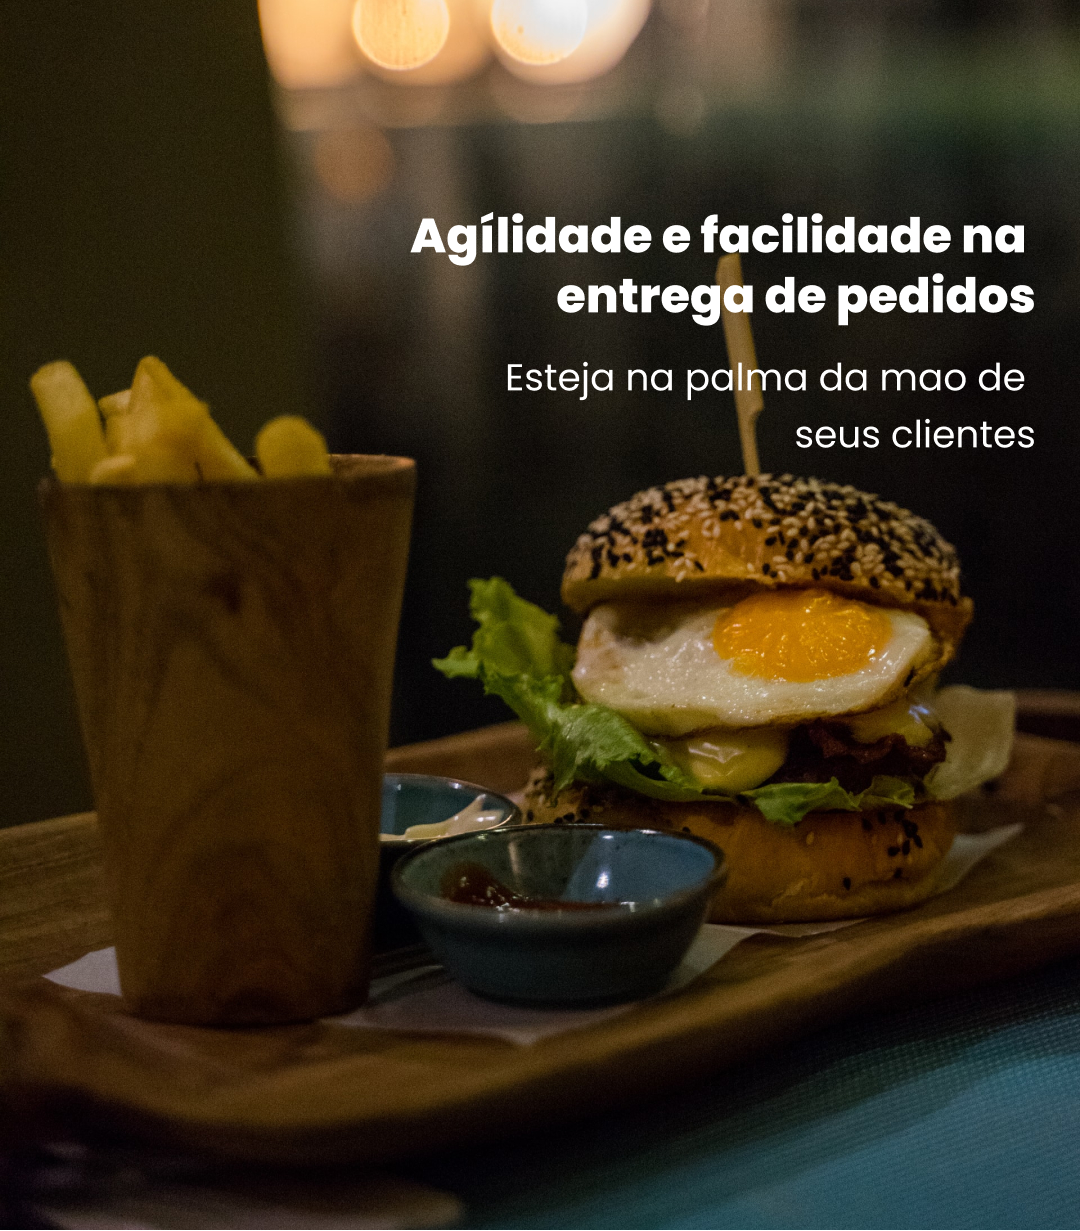 Agílidade e facilidade na
entrega de pedidos
Esteja na palma da mao de
seus clientes